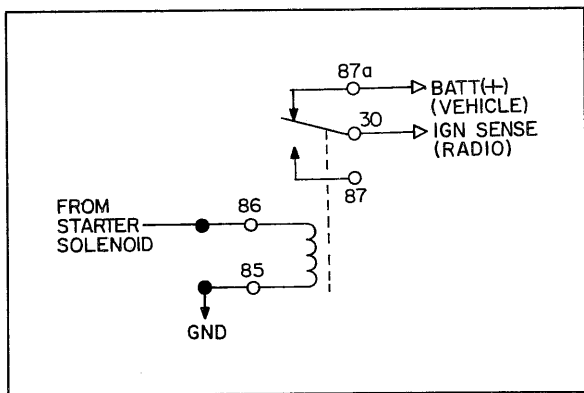 87a
BATT(+)
(VEHICLE)
30
IGN SENSE
(RADIO)
87
FROM
STARTER
SOLENOID
86
85
GND